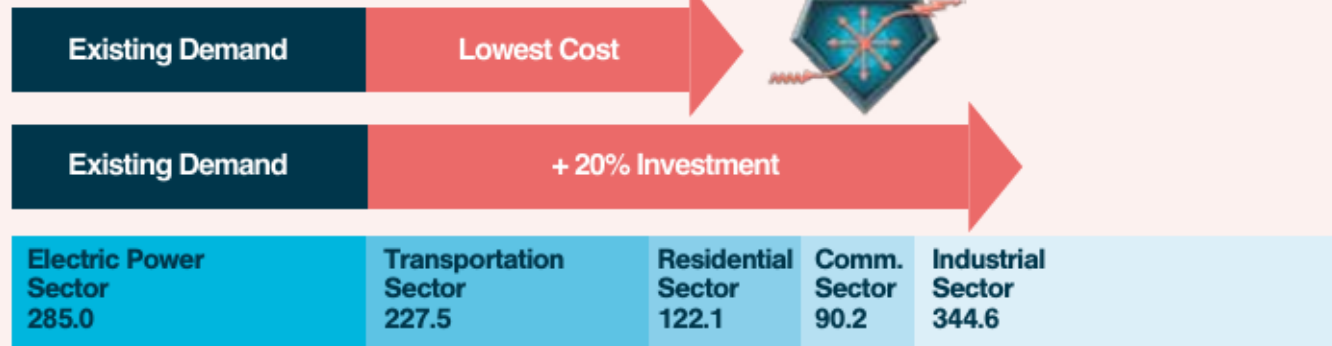 Existing Demand
Lowest Cost
Existing Demand
+ 20% Investment
Electric Power
Sector
285.0
Transportation
Sector
227.5
Residential
Sector
122.1
Comm.
Sector
90.2
Industrial
Sector
344.6